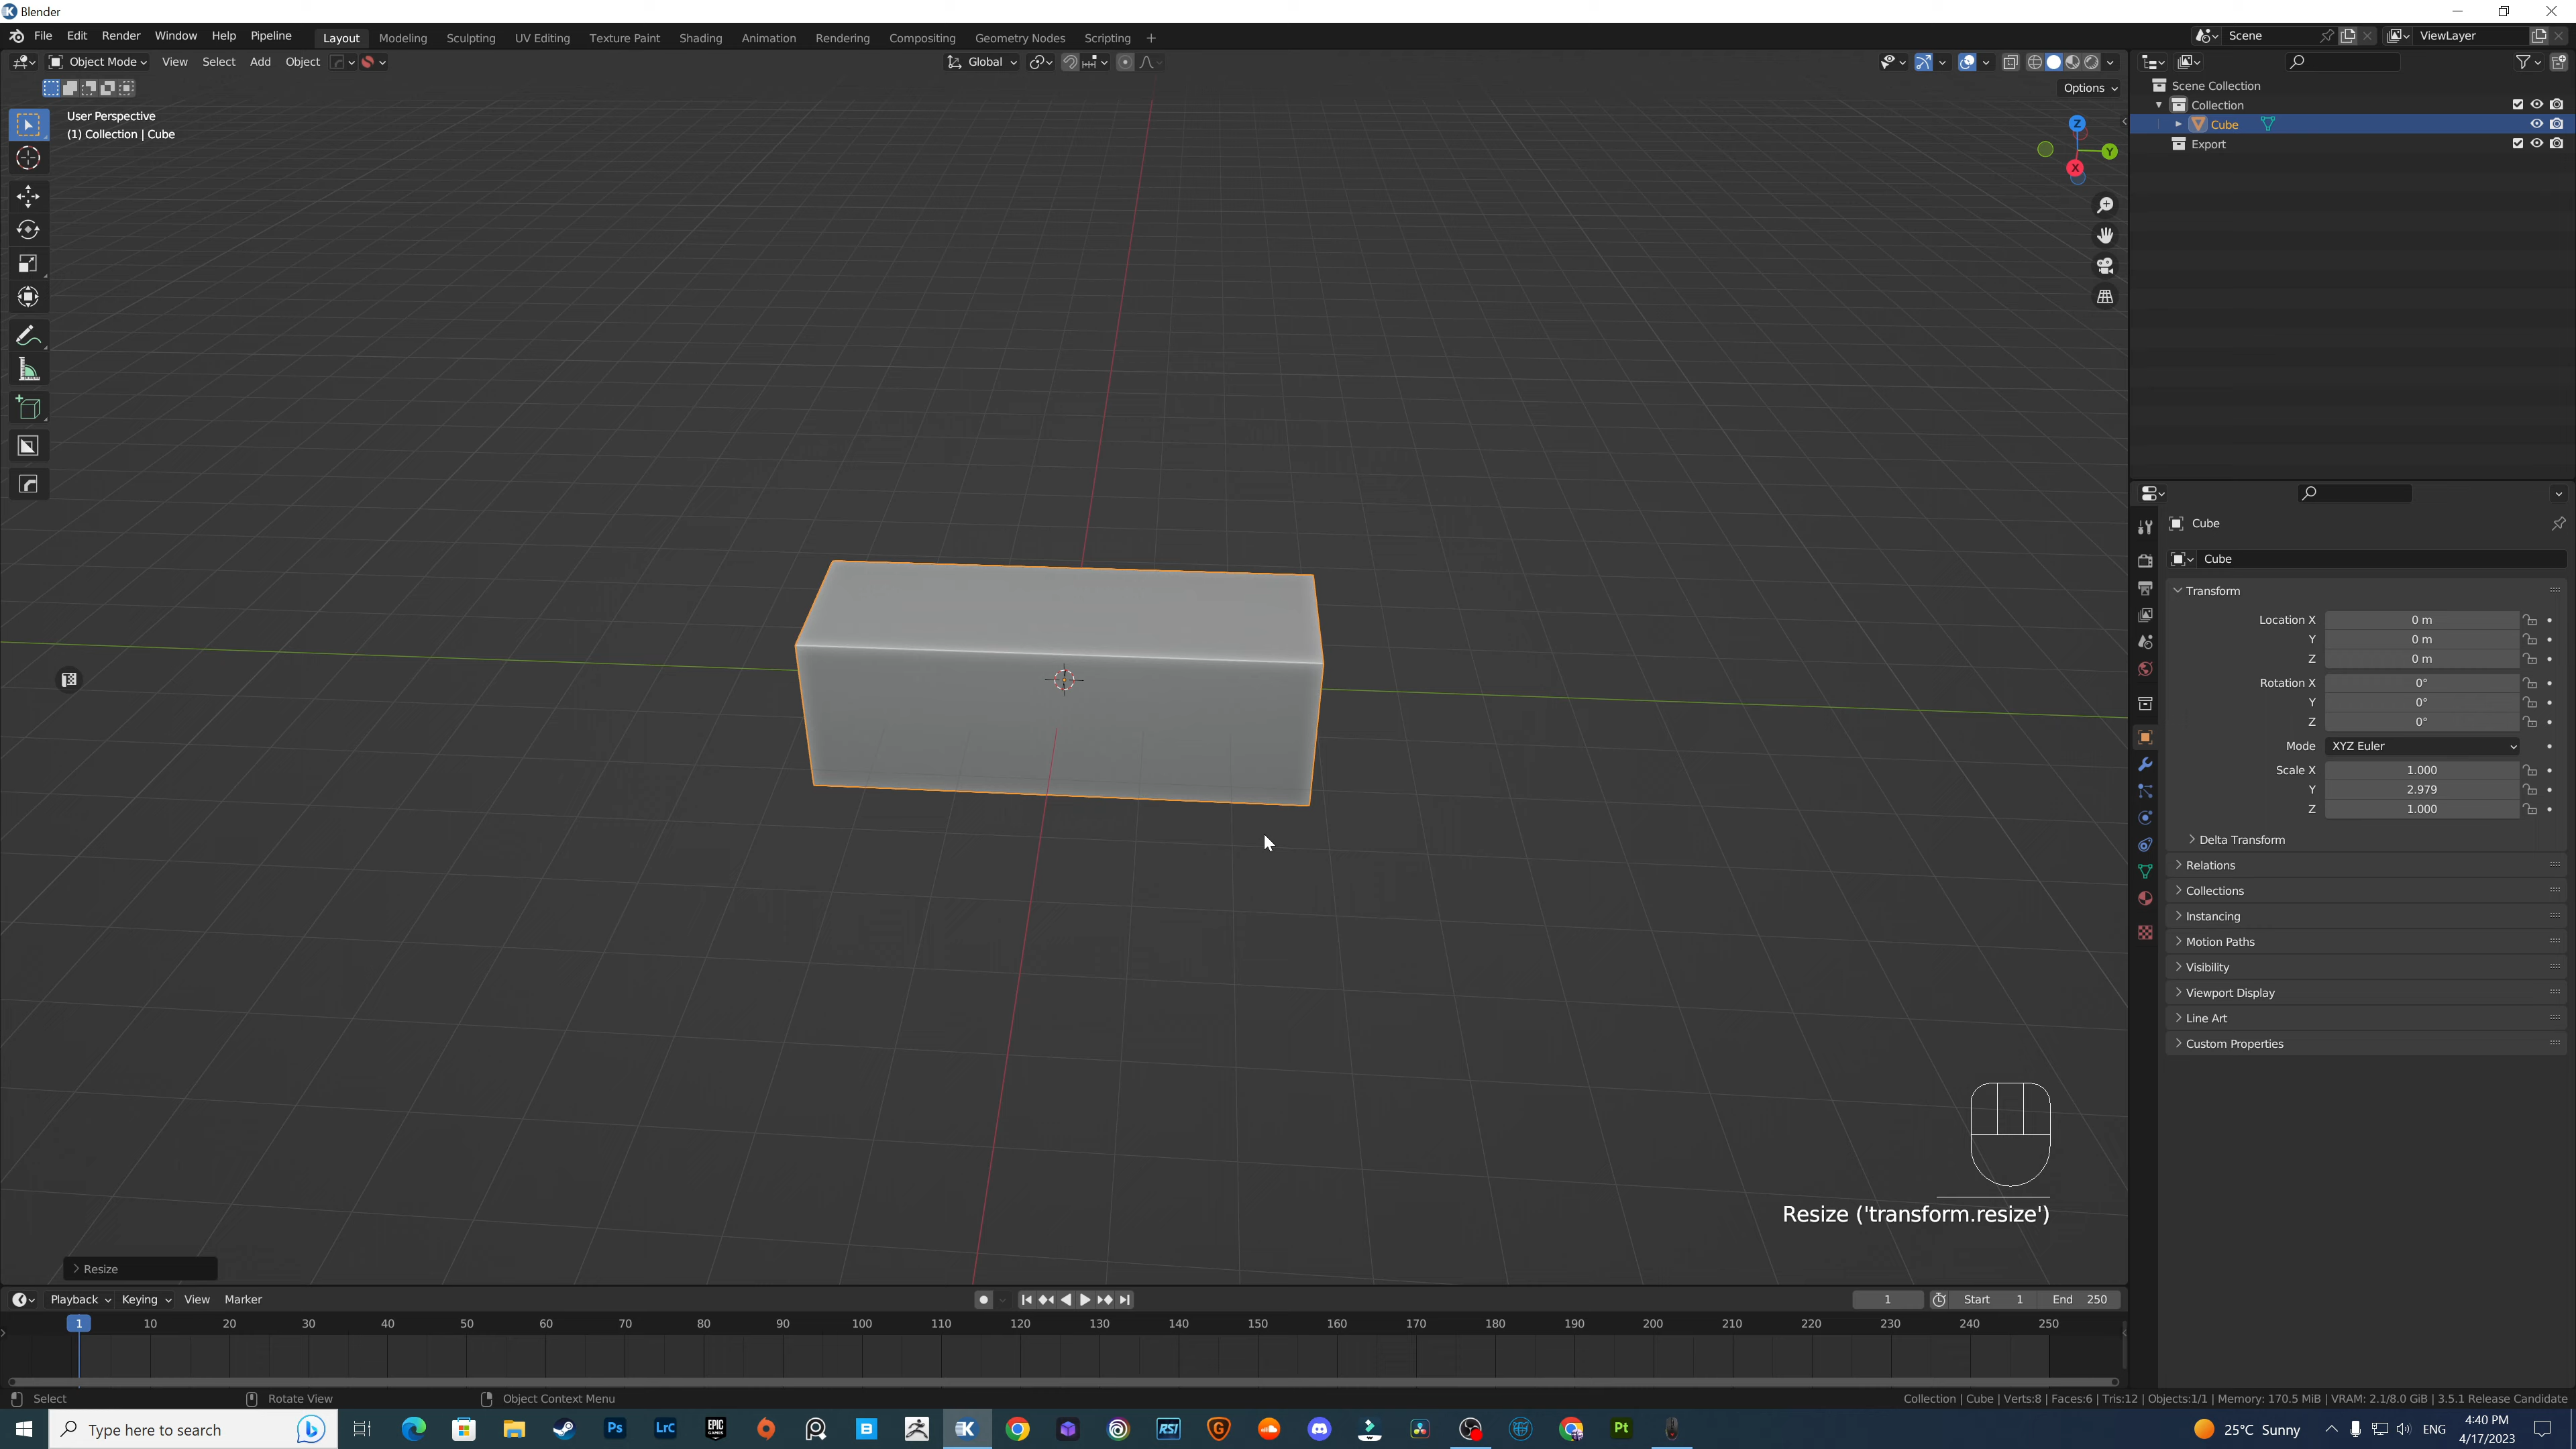 Blender
File Edit Render Window Help Pipeline
Layout Modeling Sculpting UV Editing Texture Paint Shading Animation Rendering Compositing Geometry Nodes Scripting +
Scene
ViewLayer
Object Mode View Select Add Object
Global
Options
User Perspective
(1) Collection | Cube
Z
Y
X
Scene Collection
Collection
Cube
Export
Cube
Cube
Transform
Location X 0 m
Y 0 m
Z 0 m
Rotation X 0°
Y 0°
Z 0°
Mode XYZ Euler
Scale X 1.000
Y 2.979
Z 1.000
Delta Transform
Relations
Collections
Instancing
Motion Paths
Visibility
Viewport Display
Line Art
Custom Properties
Resize ('transform.resize')
Resize
Playback Keying View Marker
1 Start 1 End 250
1 10 20 30 40 50 60 70 80 90 100 110 120 130 140 150 160 170 180 190 200 210 220 230 240 250
Select Rotate View Object Context Menu
Collection | Cube | Verts:8 | Faces:6 | Tris:12 | Objects:1/1 | Memory: 170.5 MiB | VRAM: 2.1/8.0 GiB | 3.5.1 Release Candidate
Type here to search
Ps
Lrc
EPIC GAMES
K
RSI
Pt
25°C Sunny
ENG
4:40 PM
4/17/2023